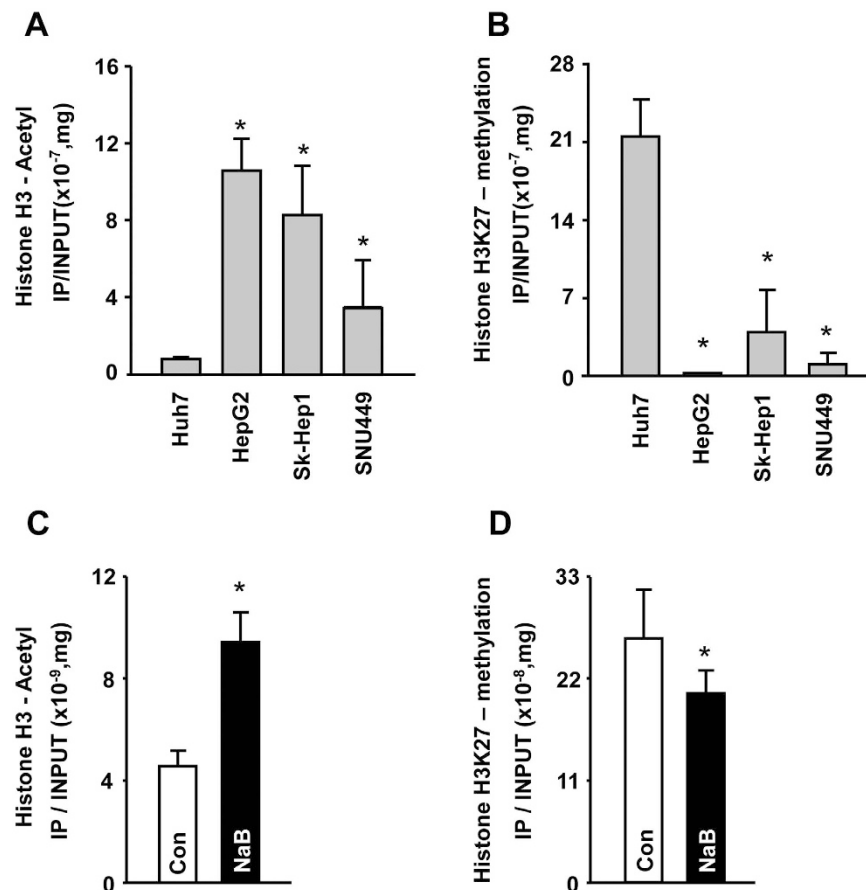 A
Histone H3 - Acetyl
IP/INPUT(x10-7,mg)
16
12
8
4
0
*
*
*
Huh7
HepG2
Sk-Hep1
SNU449
B
Histone H3K27 – methylation
IP/INPUT(x10-7,mg)
28
21
14
7
0
*
*
*
Huh7
HepG2
Sk-Hep1
SNU449
C
Histone H3 - Acetyl
IP / INPUT (x10-9,mg)
12
8
4
0
*
Con
NaB
D
Histone H3K27 – methylation
IP / INPUT (x10-8,mg)
33
22
11
0
*
Con
NaB